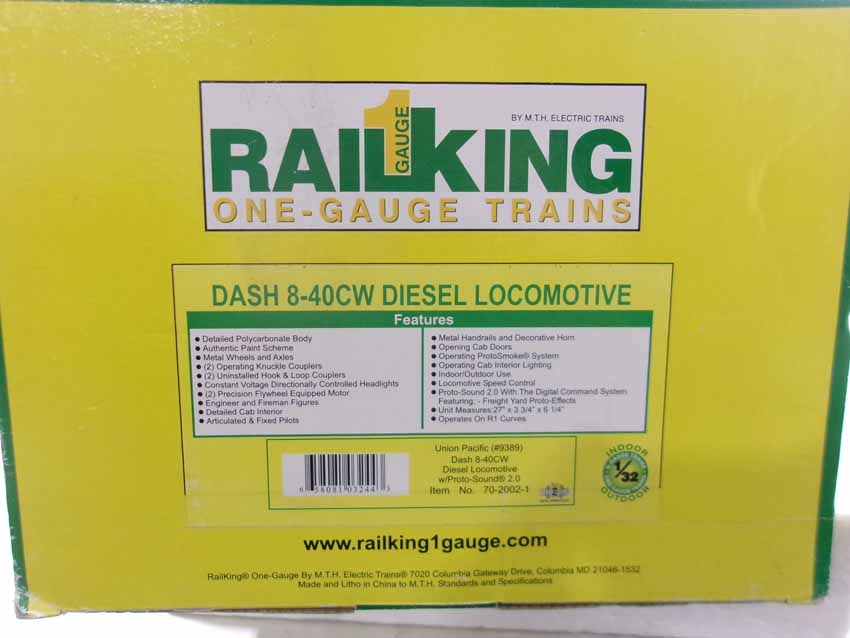 BY M.T.H. ELECTRIC TRAINS
RAILKING
1 GAUGE
ONE-GAUGE TRAINS
DASH 8-40CW DIESEL LOCOMOTIVE
Features
• Detailed Polycarbonate Body
• Authentic Paint Scheme
• Metal Wheels and Axles
• (2) Operating Knuckle Couplers
• (2) Uninstalled Hook & Loop Couplers
• Constant Voltage Directionally Controlled Headlights
• (2) Precision Flywheel Equipped Motor
• Engineer and Fireman Figures
• Detailed Cab Interior
• Articulated & Fixed Pilots
• Metal Handrails and Decorative Horn
• Opening Cab Doors
• Operating ProtoSmoke® System
• Operating Cab Interior Lighting
• Indoor/Outdoor Use
• Locomotive Speed Control
• Proto-Sound 2.0 With The Digital Command System
Featuring: - Freight Yard Proto-Effects
• Unit Measures:27" x 3 3/4" x 6 1/4"
• Operates On R1 Curves
Union Pacific (#9389)
Dash 8-40CW
Diesel Locomotive
w/Proto-Sound® 2.0
Item No. 70-2002-1
6 58081 03244 3
INDOOR
1/32
OUTDOOR
www.railking1gauge.com
RailKing® One-Gauge By M.T.H. Electric Trains® 7020 Columbia Gateway Drive, Columbia MD 21046-1532
Made and Litho in China to M.T.H. Standards and Specifications